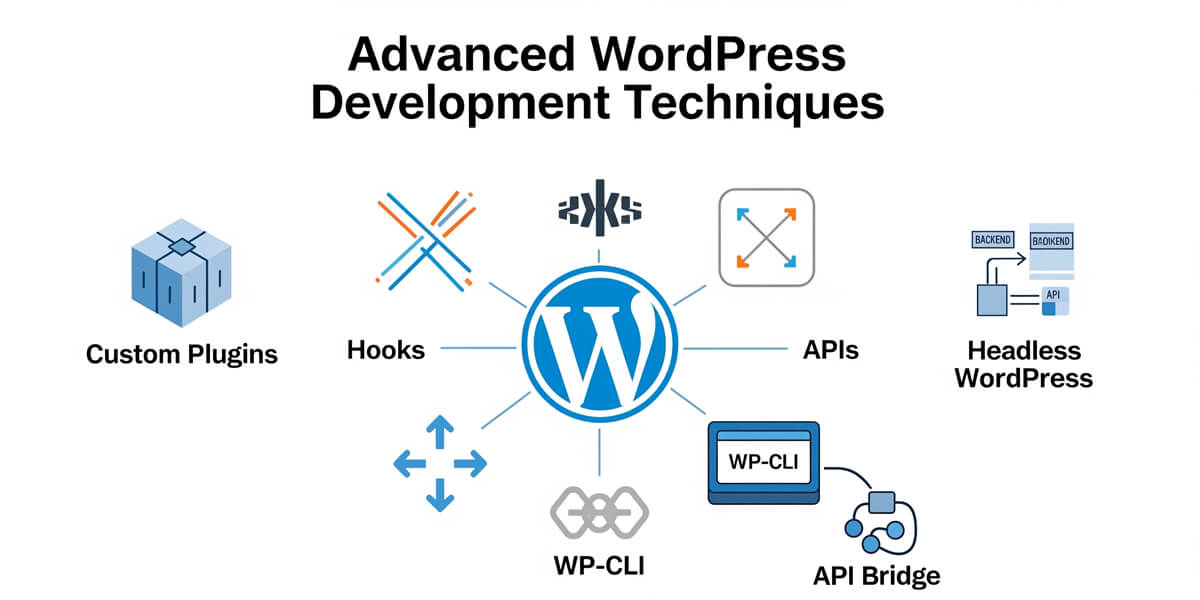 Advanced WordPress
Development Techniques
BACKEND
API
Custom Plugins
Hooks
APIs
Headless
WordPress
WP-CLI
WP-CLI
API Bridge